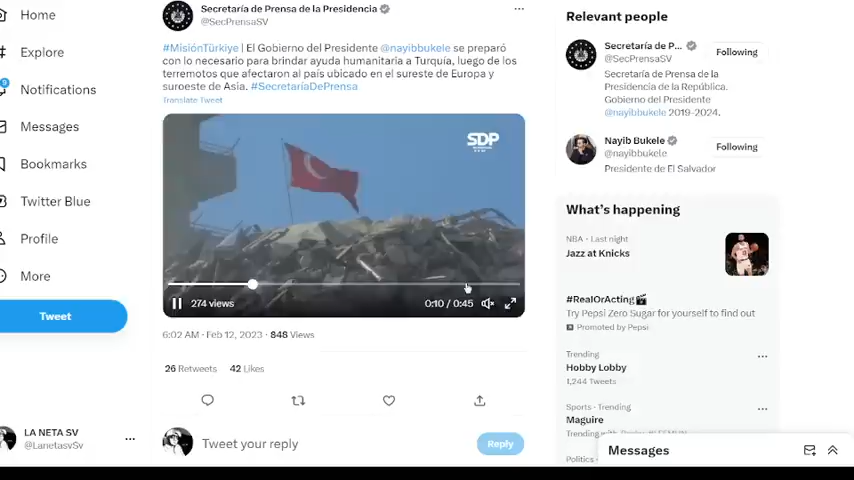 Home
Explore
9
Notifications
Messages
Bookmarks
Twitter Blue
Profile
More
Tweet
LA NETA SV
@LanetasvSv
Secretaría de Prensa de la Presidencia
@SecPrensaSV
#MisiónTürkiye | El Gobierno del Presidente @nayibbukele se preparó
con lo necesario para brindar ayuda humanitaria a Turquía, luego de los
terremotos que afectaron al país ubicado en el sureste de Europa y
suroeste de Asia. #SecretaríaDePrensa
Translate Tweet
SDP
274 views
0:10 / 0:45
6:02 AM · Feb 12, 2023 · 848 Views
26 Retweets 42 Likes
Tweet your reply
Reply
Relevant people
Secretaría de P...
@SecPrensaSV
Following
Secretaría de Prensa de la
Presidencia de la República.
Gobierno del Presidente
@nayibbukele 2019-2024.
Nayib Bukele
@nayibbukele
Following
Presidente de El Salvador
What's happening
NBA · Last night
Jazz at Knicks
#RealOrActing
Try Pepsi Zero Sugar for yourself to find out
Promoted by Pepsi
Trending
Hobby Lobby
1,244 Tweets
Sports · Trending
Maguire
Trending with
Politics ·
Messages